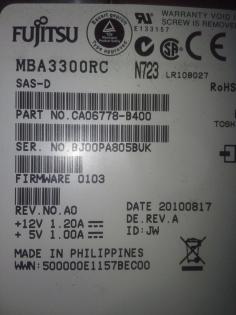 WARRANTY VOID I
SCREW IS REMOVE
FUJITSU
E133157
MBA3300RC
N723
LR108027
SAS-D
RoHS
PART NO.CA06778-B400
TOSH
SER. NO.BJ00PA805BUK
FIRMWARE 0103
REV.NO.A0
DATE 20100817
+12V 1.20A
DE.REV.A
+ 5V 1.00A
ID:JW
MADE IN PHILIPPINES
WWN: 500000E1157BEC00